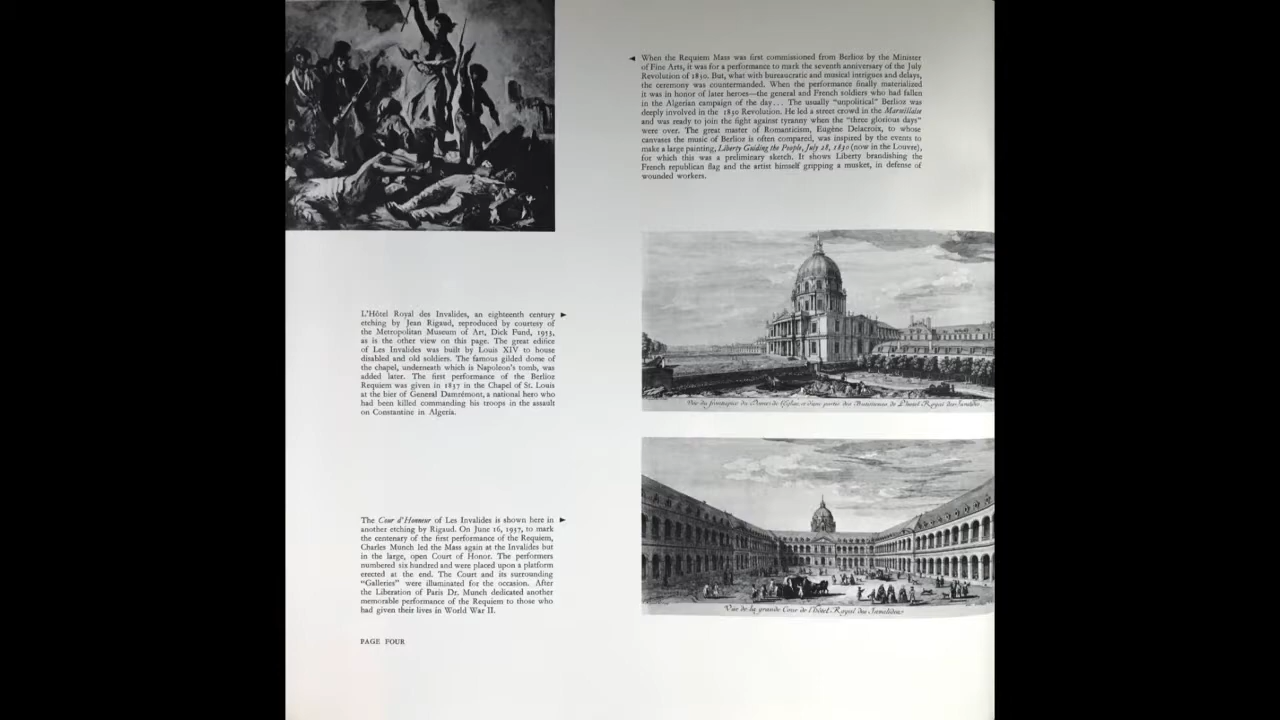 When the Requiem Mass was first commissioned from Berlioz by the Minister
of Fine Arts, it was for a performance to mark the seventh anniversary of the July
Revolution of 1830. But, what with bureaucratic and musical intrigues and delays,
the ceremony was countermanded. When the performance finally materialized
it was in honor of later heroes—the general and French soldiers who had fallen
in the Algerian campaign of the day... The usually "unpolitical" Berlioz was
deeply involved in the 1830 Revolution. He led a street crowd in the Marseillaise
and was ready to join the fight against tyranny when the "three glorious days"
were over. The great master of Romanticism, Eugène Delacroix, to whose
canvases the music of Berlioz is often compared, was inspired by the events to
make a large painting, Liberty Guiding the People, July 28, 1830 (now in the Louvre),
for which this was a preliminary sketch. It shows Liberty brandishing the
French republican flag and the artist himself gripping a musket, in defense of
wounded workers.
L'Hôtel Royal des Invalides, an eighteenth century
etching by Jean Rigaud, reproduced by courtesy of
the Metropolitan Museum of Art, Dick Fund, 1953,
as is the other view on this page. The great edifice
of Les Invalides was built by Louis XIV to house
disabled and old soldiers. The famous gilded dome of
the chapel, underneath which is Napoleon's tomb, was
added later. The first performance of the Berlioz
Requiem was given in 1837 in the Chapel of St. Louis
at the bier of General Damrémont, a national hero who
had been killed commanding his troops in the assault
on Constantine in Algeria.
de l'Eglise et d'une partie des Bastimens de L'hotel Royal des Invalides
The Cour d'Honneur of Les Invalides is shown here in
another etching by Rigaud. On June 16, 1937, to mark
the centenary of the first performance of the Requiem,
Charles Munch led the Mass again at the Invalides but
in the large, open Court of Honor. The performers
numbered six hundred and were placed upon a platform
erected at the end. The Court and its surrounding
"Galleries" were illuminated for the occasion. After
the Liberation of Paris Dr. Munch dedicated another
memorable performance of the Requiem to those who
had given their lives in World War II.
Vue de la grande Cour de l'hôtel Royal des Invalides
PAGE FOUR